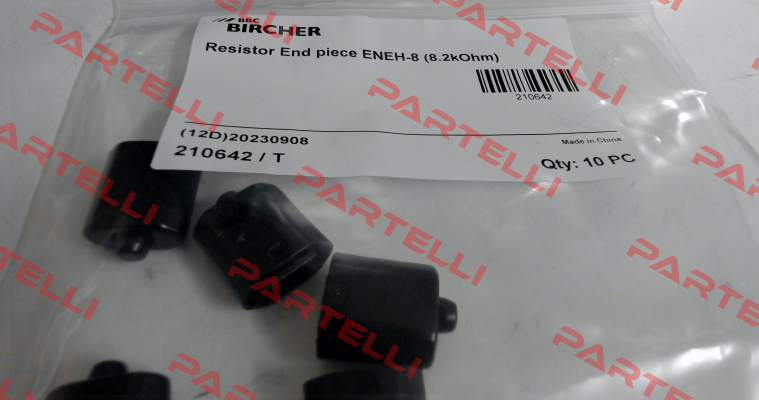 BBC
BIRCHER
Resistor End piece ENEH-8 (8.2kOhm)
210642
(12D)20230908
Made in China
210642 / T
Qty: 10 PC
PARTELLI
PARTELLI
PARTELLI
PARTELLI
PARTELLI
PARTELLI
PARTELLI
PARTELLI
PARTELLI
PARTELLI
PARTELLI